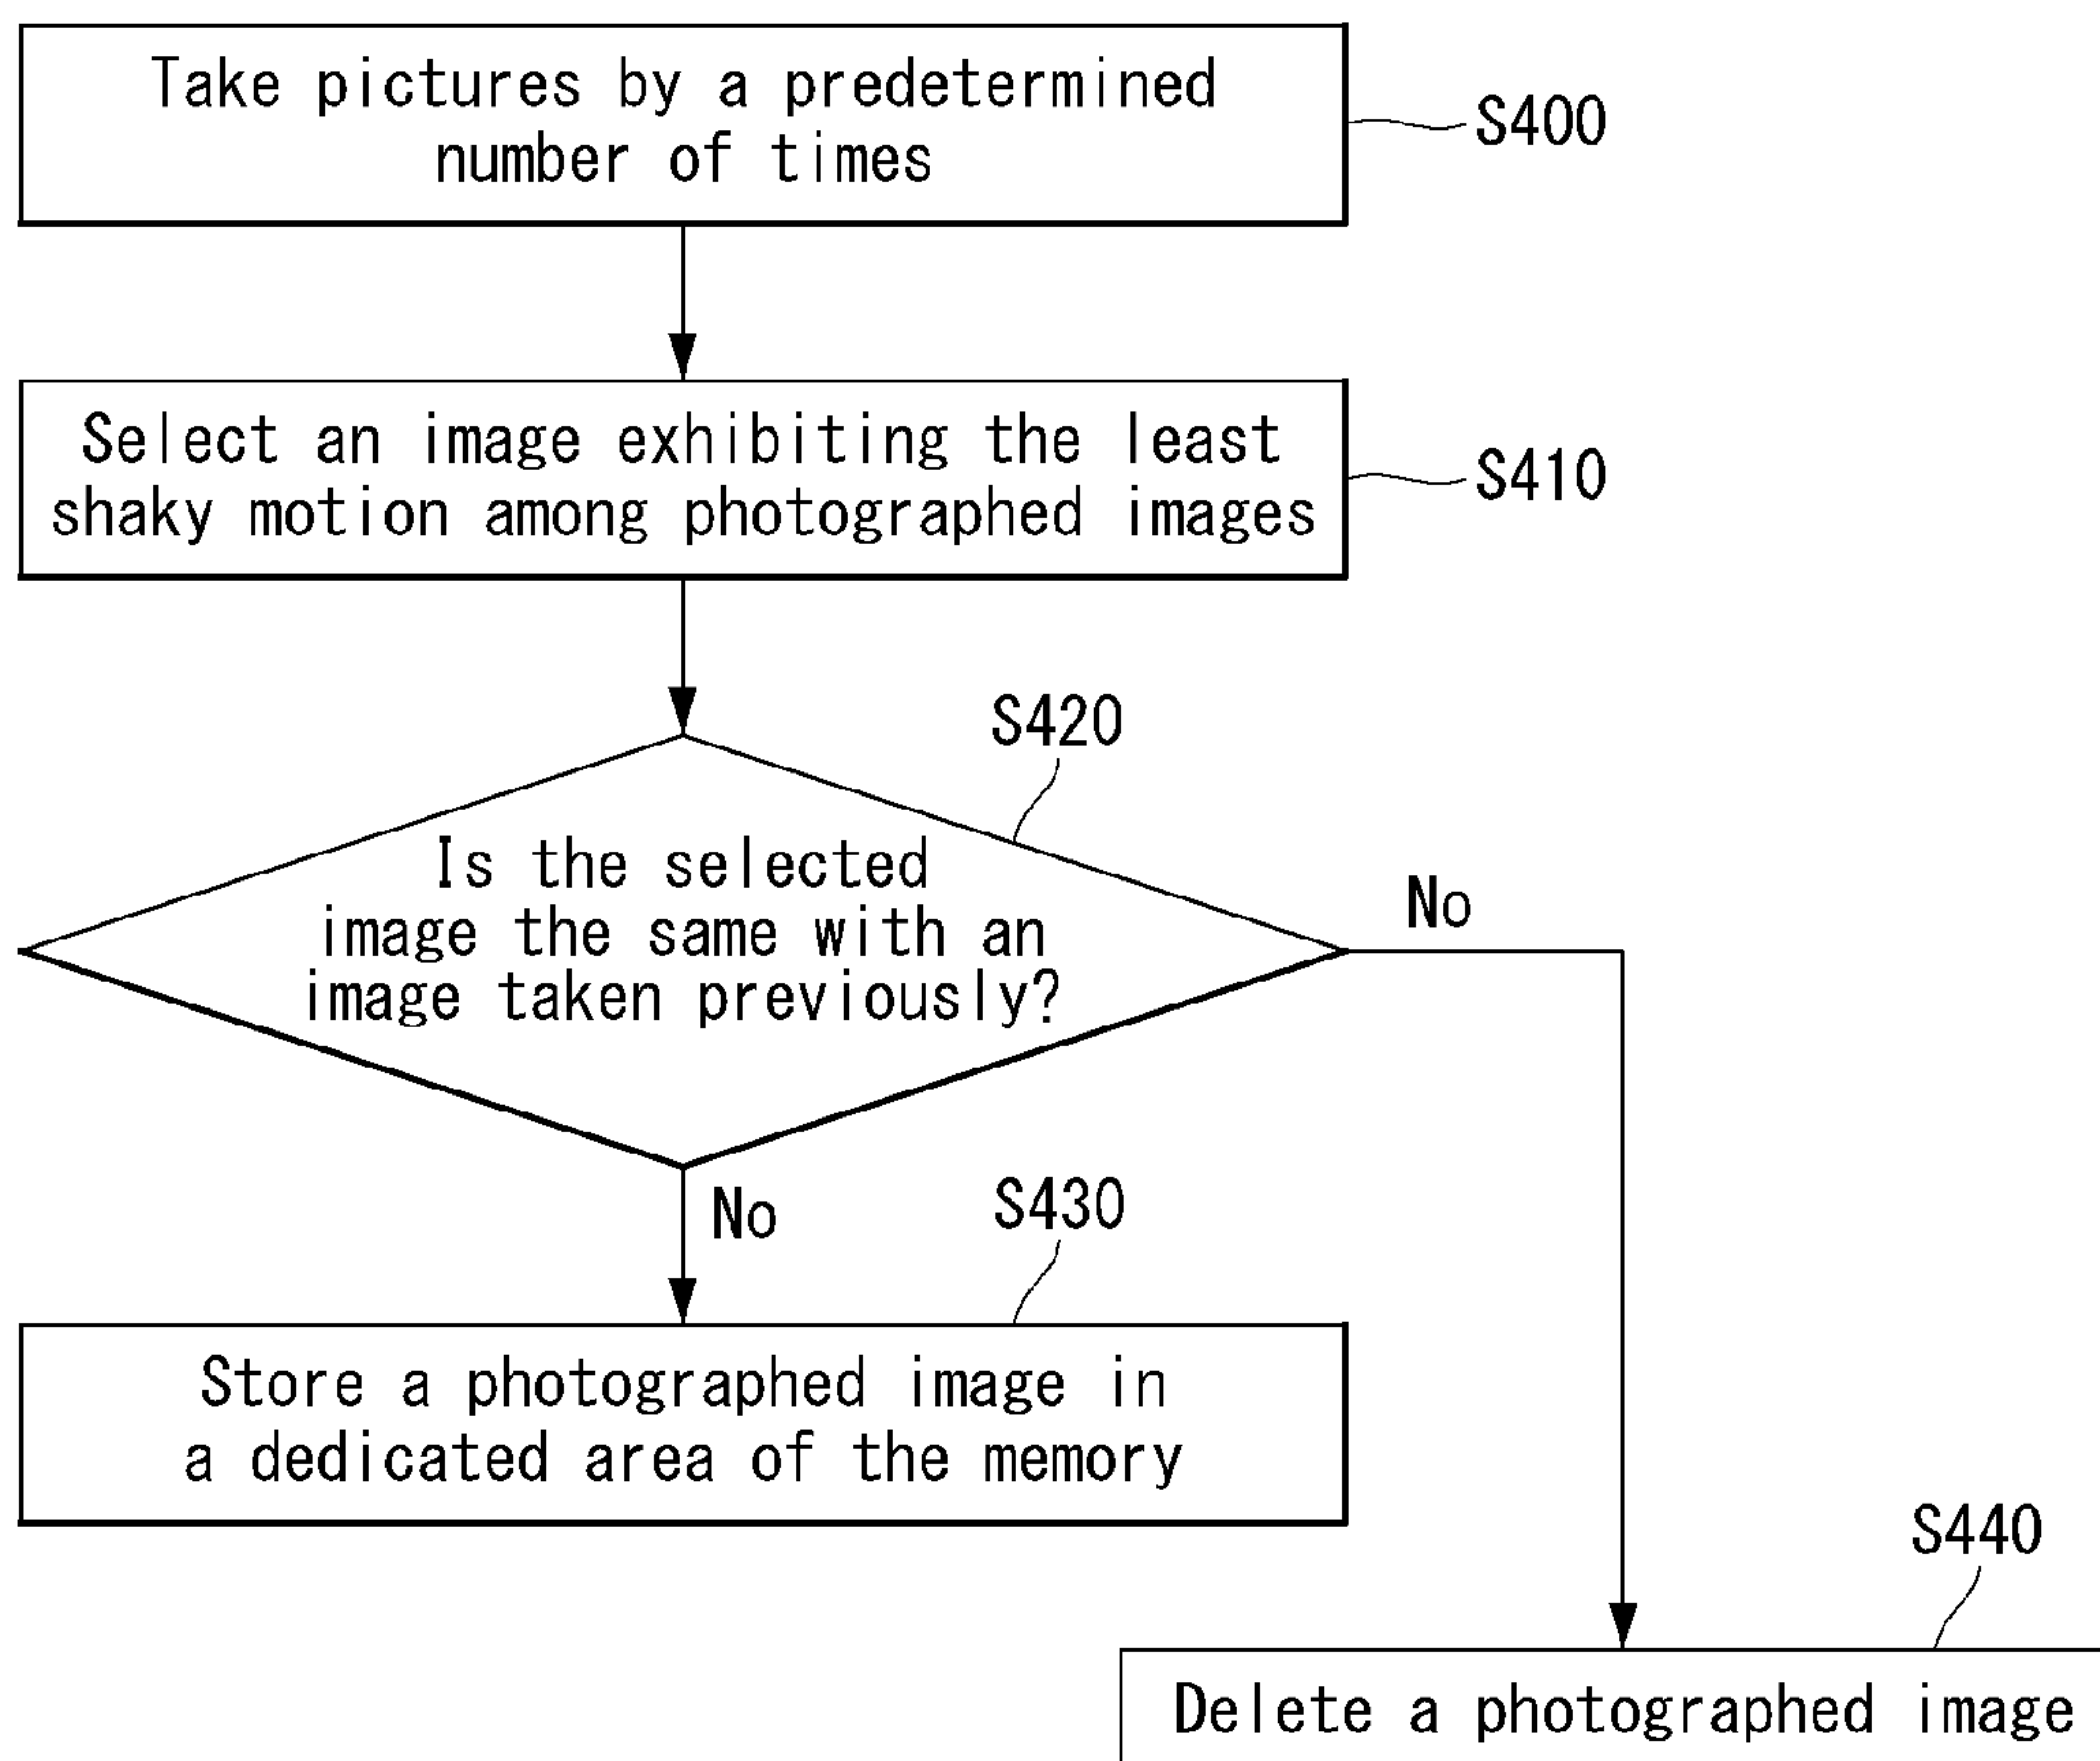 Take pictures by a predetermined
number of times
S400
Select an image exhibiting the least
shaky motion among photographed images
S410
S420
Is the selected
image the same with an
image taken previously?
No
No
S430
Store a photographed image in
a dedicated area of the memory
S440
Delete a photographed image